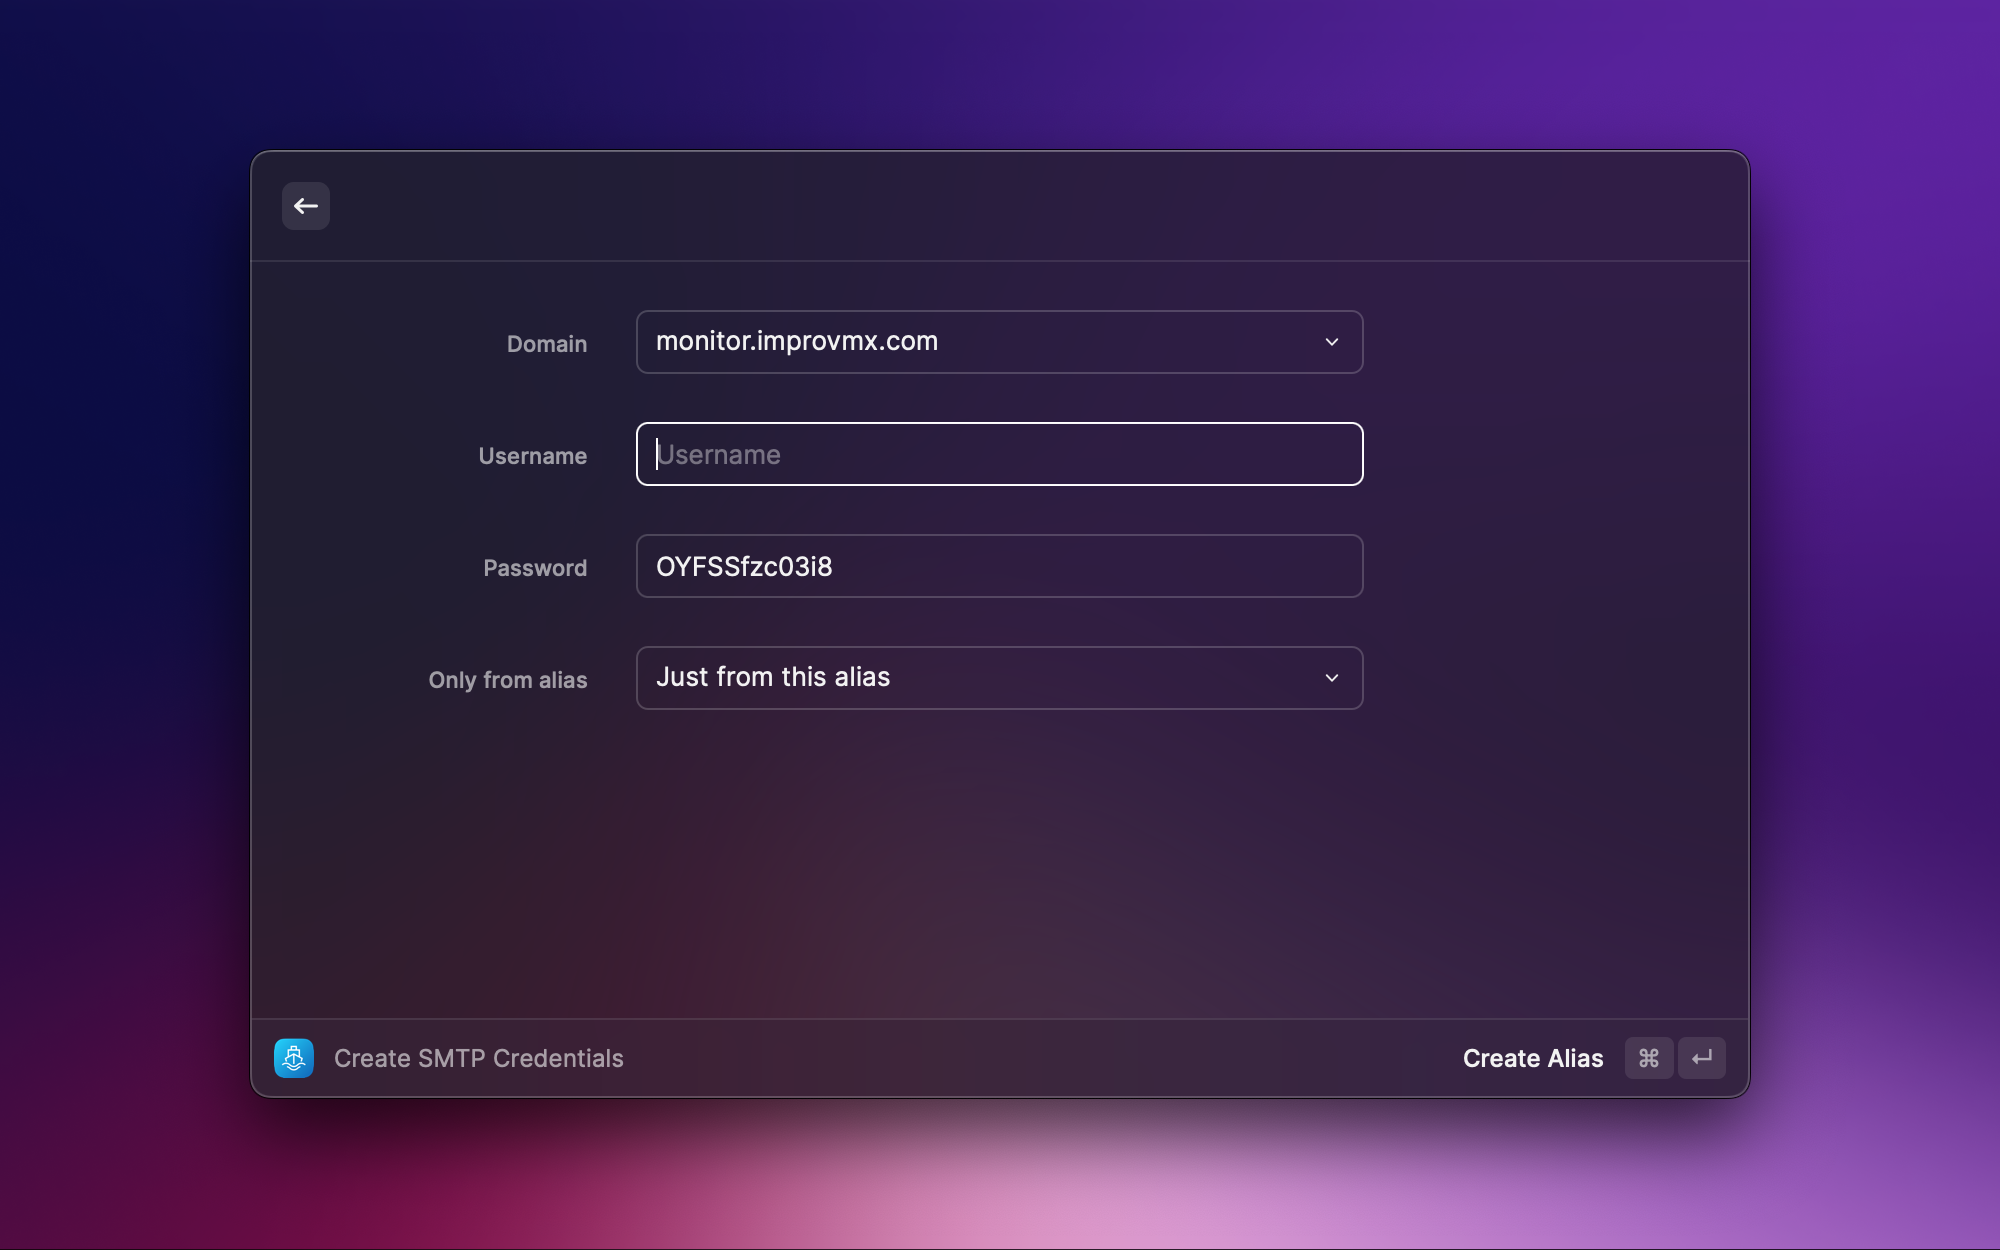 Domain
monitor.improvmx.com
Username
Username
Password
OYFSSfzc03i8
Only from alias
Just from this alias
Create SMTP Credentials
Create Alias ⌘ ↵